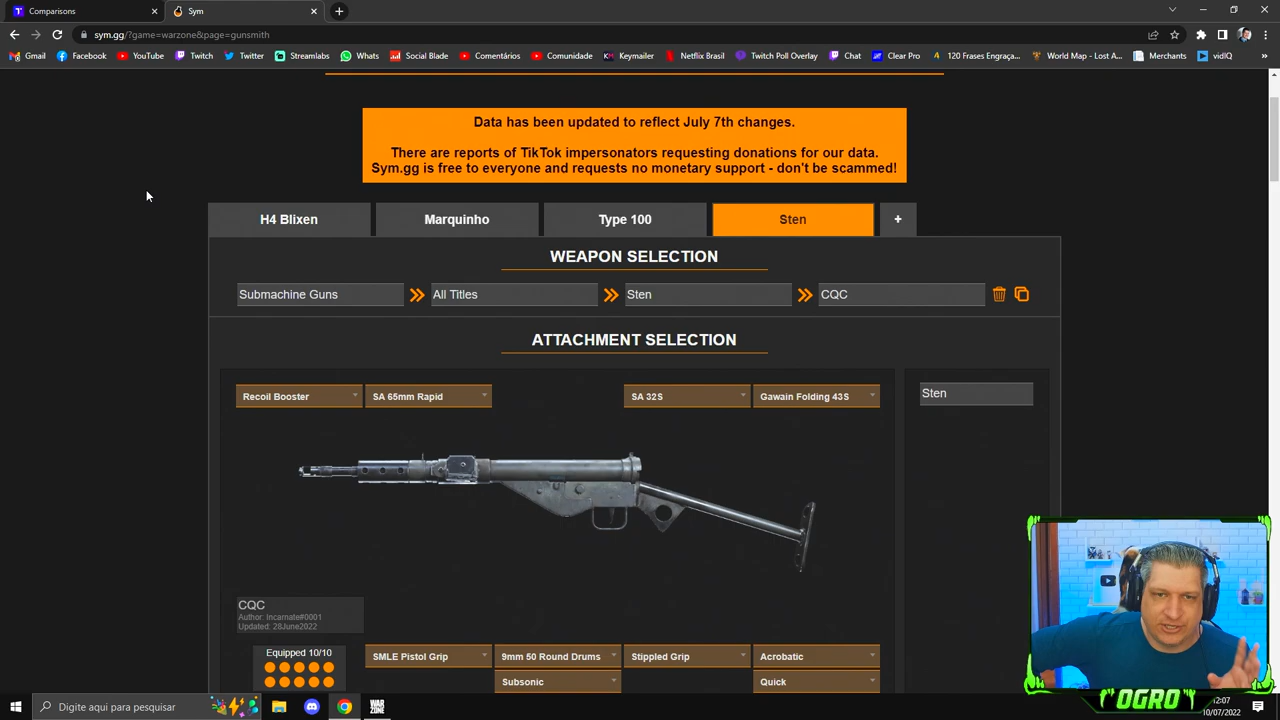 Comparisons
Sym
sym.gg/?game=warzone&page=gunsmith
Gmail
Facebook
YouTube
Twitch
Twitter
Streamlabs
Whats
Social Blade
Comentários
Comunidade
Keymailer
Netflix Brasil
Twitch Poll Overlay
Chat
Clear Pro
120 Frases Engraça...
World Map - Lost A...
Merchants
vidIQ
Data has been updated to reflect July 7th changes.
There are reports of TikTok impersonators requesting donations for our data.
Sym.gg is free to everyone and requests no monetary support - don't be scammed!
H4 Blixen
Marquinho
Type 100
Sten
+
WEAPON SELECTION
Submachine Guns
All Titles
Sten
CQC
ATTACHMENT SELECTION
Recoil Booster
SA 65mm Rapid
SA 32S
Gawain Folding 43S
Sten
CQC
Author: Incarnate#0001
Updated: 28June2022
Equipped 10/10
SMLE Pistol Grip
9mm 50 Round Drums
Stippled Grip
Acrobatic
Subsonic
Quick
OGRO
Digite aqui para pesquisar
WAR
ZONE
12:07
10/07/2022